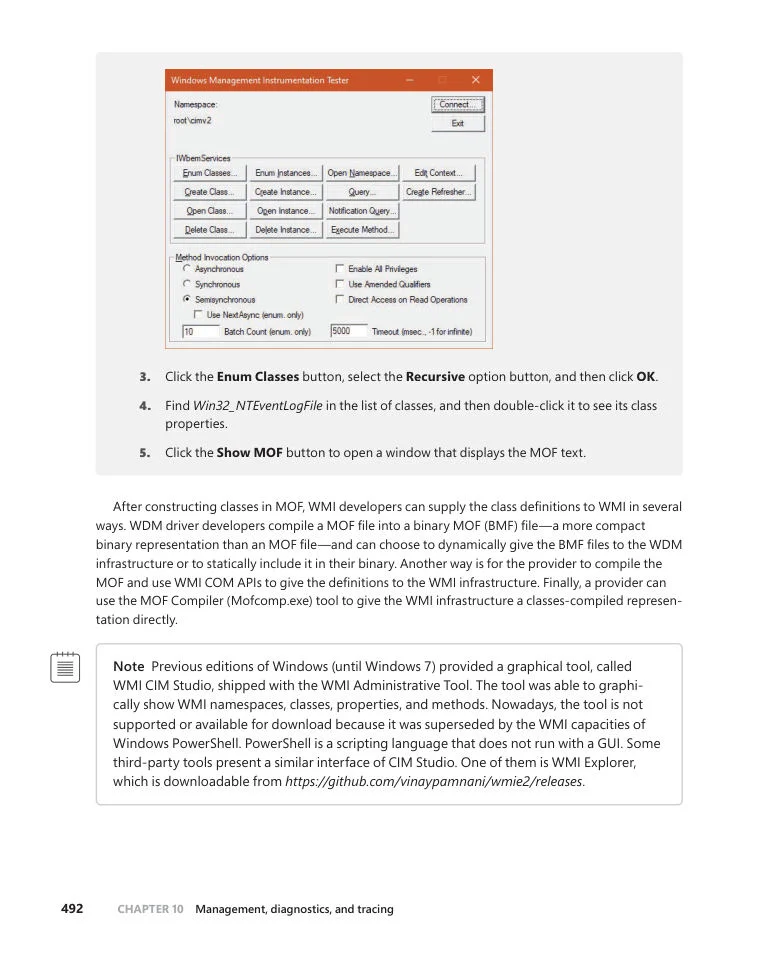 Windows Management Instrumentation Tester
Namespace:
Connect...
root\cimv2
Exit
IWbemServices
Enum Classes... Enum Instances... Open Namespace... Edit Context...
Create Class... Create Instance... Query... Create Refresher...
Open Class... Open Instance... Notification Query...
Delete Class... Delete Instance... Execute Method...
Method Invocation Options
Asynchronous Enable All Privileges
Synchronous Use Amended Qualifiers
Semisynchronous Direct Access on Read Operations
Use NextAsync (enum. only)
10 Batch Count (enum. only) 5000 Timeout (msec., -1 for infinite)
3. Click the Enum Classes button, select the Recursive option button, and then click OK.
4. Find Win32_NTEventLogFile in the list of classes, and then double-click it to see its class
properties.
5. Click the Show MOF button to open a window that displays the MOF text.
After constructing classes in MOF, WMI developers can supply the class definitions to WMI in several
ways. WDM driver developers compile a MOF file into a binary MOF (BMF) file—a more compact
binary representation than an MOF file—and can choose to dynamically give the BMF files to the WDM
infrastructure or to statically include it in their binary. Another way is for the provider to compile the
MOF and use WMI COM APIs to give the definitions to the WMI infrastructure. Finally, a provider can
use the MOF Compiler (Mofcomp.exe) tool to give the WMI infrastructure a classes-compiled represen-
tation directly.
Note Previous editions of Windows (until Windows 7) provided a graphical tool, called
WMI CIM Studio, shipped with the WMI Administrative Tool. The tool was able to graphi-
cally show WMI namespaces, classes, properties, and methods. Nowadays, the tool is not
supported or available for download because it was superseded by the WMI capacities of
Windows PowerShell. PowerShell is a scripting language that does not run with a GUI. Some
third-party tools present a similar interface of CIM Studio. One of them is WMI Explorer,
which is downloadable from https://github.com/vinaypamnani/wmie2/releases.
492 CHAPTER 10 Management, diagnostics, and tracing